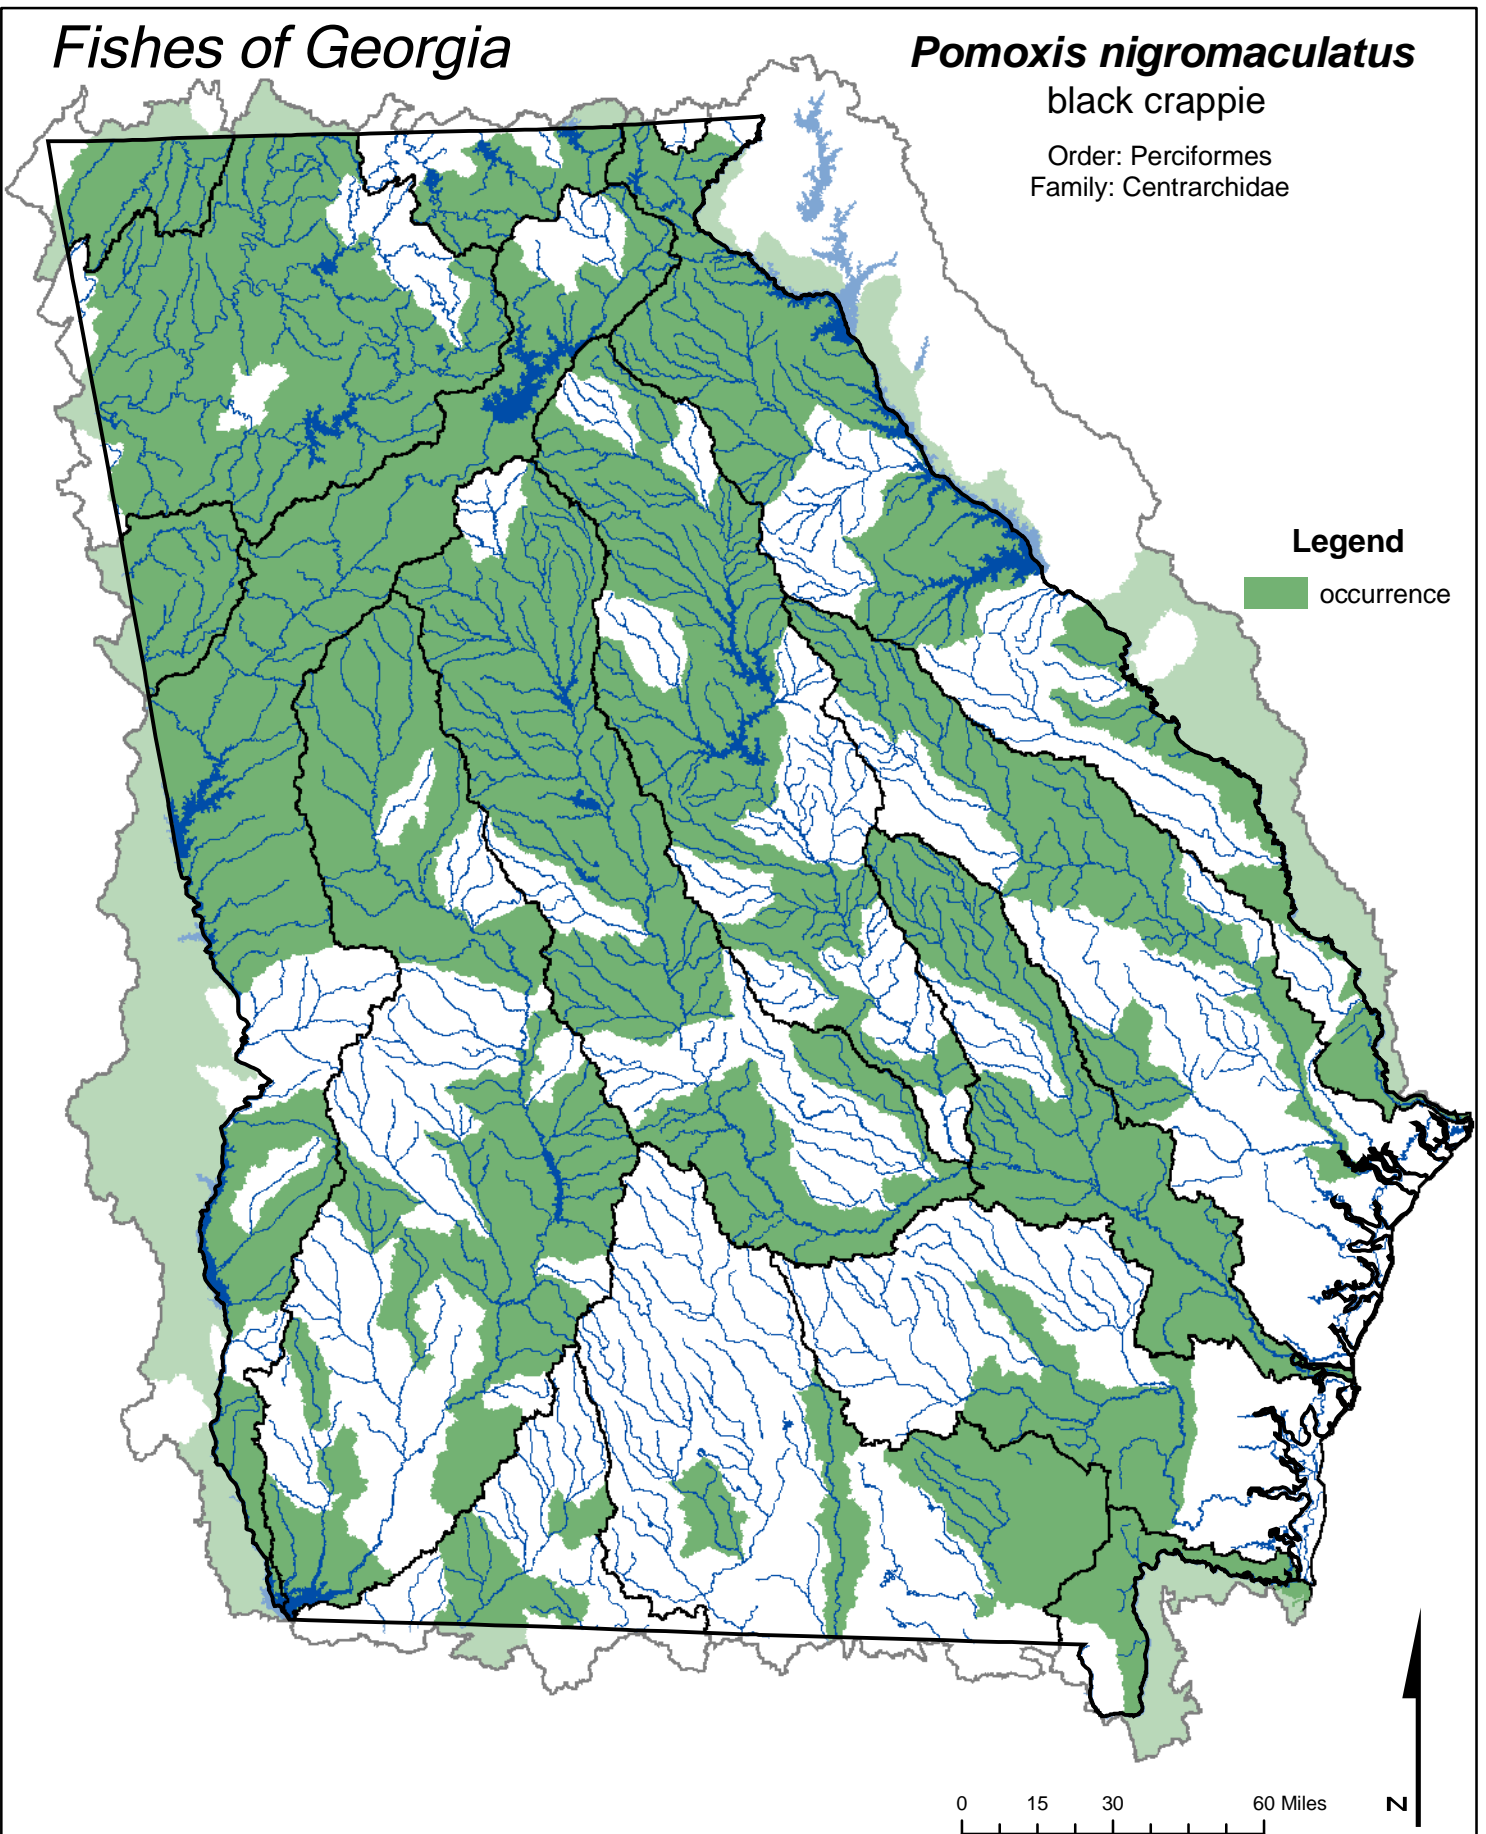 Fishes of Georgia
Pomoxis nigromaculatus
black crappie
Order: Perciformes
Family: Centrarchidae
Legend
occurrence
0 15 30 60 Miles
N